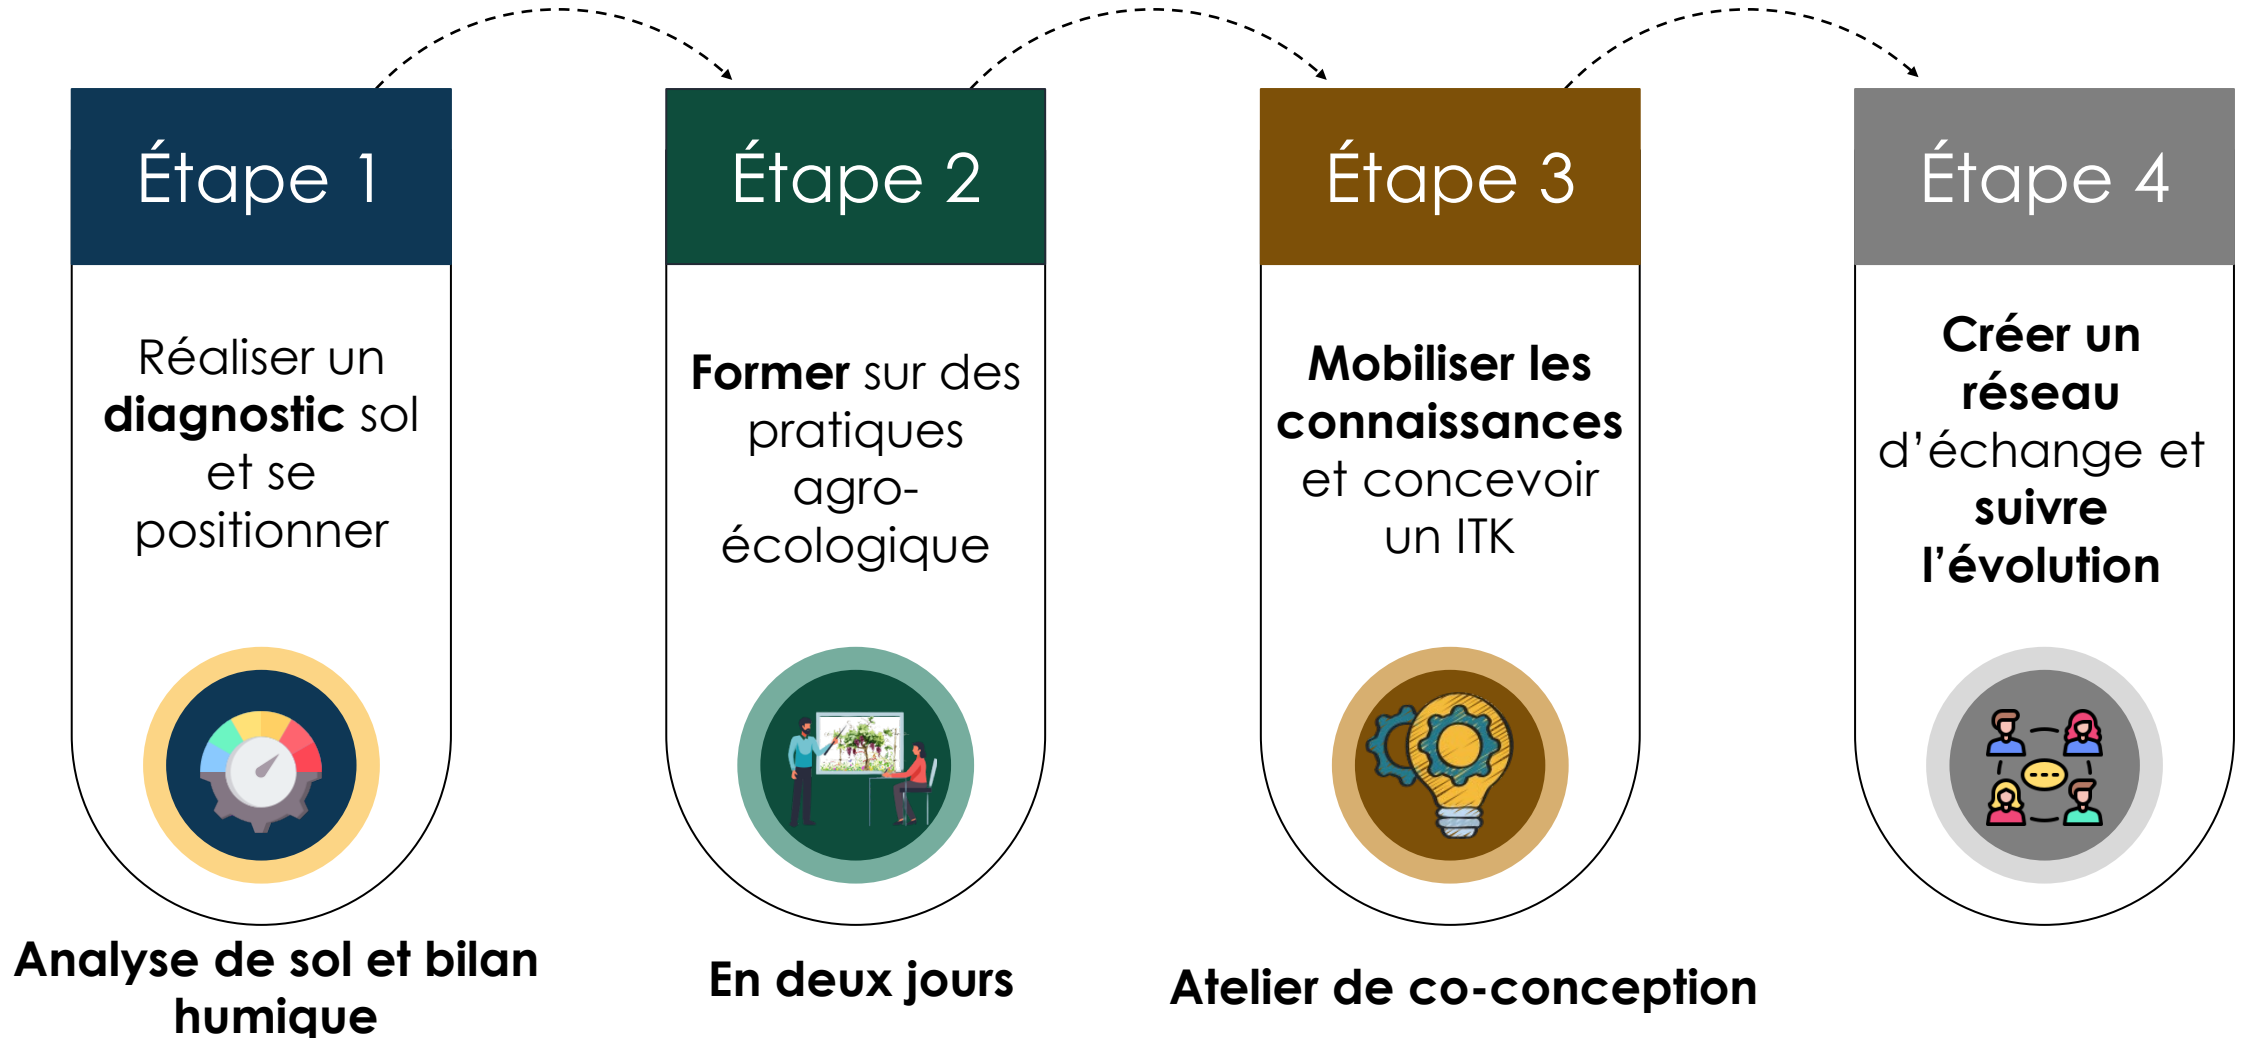 Étape 1
Étape 2
Étape 3
Étape 4
Réaliser un
diagnostic sol
et se
positionner
Former sur des
pratiques
agro-
écologique
Mobiliser les
connaissances
et concevoir
un ITK
Créer un
réseau
d’échange et
suivre
l’évolution
Analyse de sol et bilan
humique
En deux jours
Atelier de co-conception